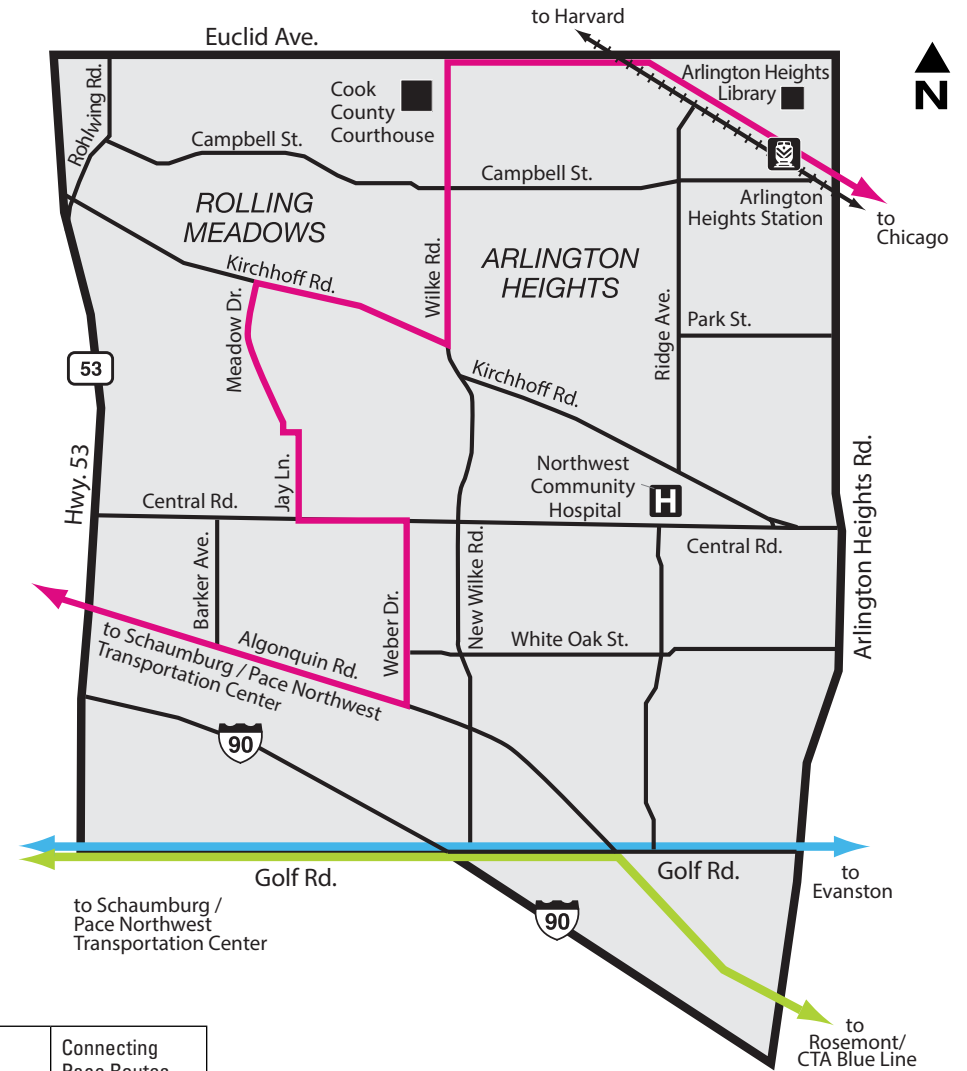 to Harvard
Euclid Ave.
N
Rohlwing Rd.
Cook
County
Courthouse
Arlington Heights
Library
Campbell St.
Campbell St.
Arlington
Heights Station
to
Chicago
ROLLING
MEADOWS
ARLINGTON
HEIGHTS
Kirchhoff Rd.
Wilke Rd.
Meadow Dr.
Ridge Ave.
Park St.
53
Kirchhoff Rd.
Hwy. 53
Jay Ln.
Northwest
Community
Hospital
H
Arlington Heights Rd.
Central Rd.
Central Rd.
Barker Ave.
Weber Dr.
New Wilke Rd.
White Oak St.
Algonquin Rd.
to Schaumburg / Pace Northwest
Transportation Center
90
Golf Rd.
Golf Rd.
to
Evanston
to Schaumburg /
Pace Northwest
Transportation Center
90
to
Rosemont/
CTA Blue Line
Connecting
Pace Routes